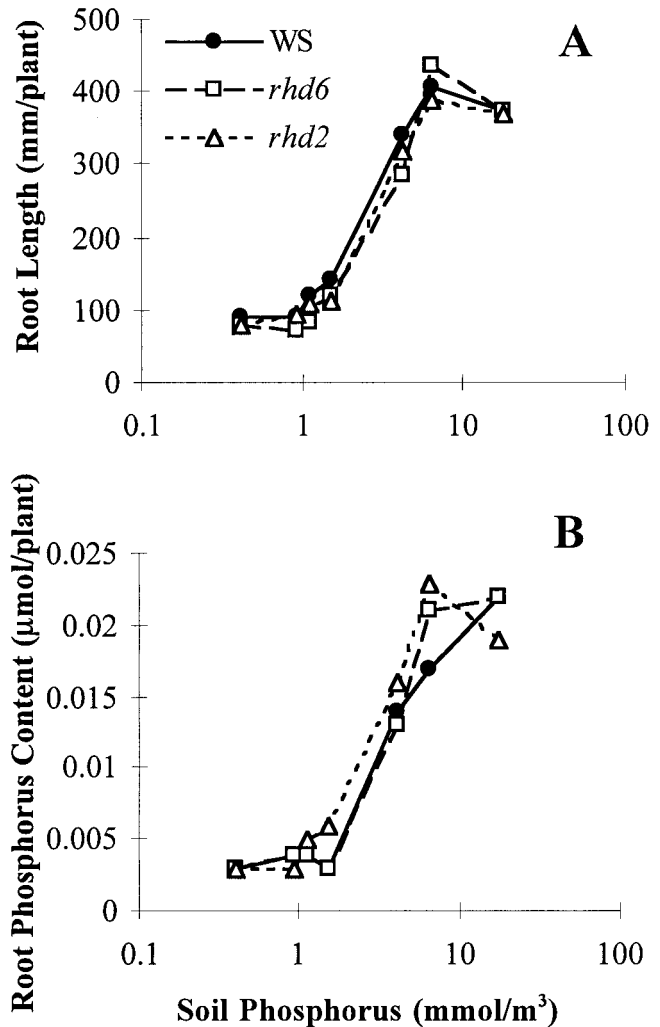 A
WS
rhd6
rhd2
Root Length (mm/plant)
500
400
300
200
100
0
0.1 1 10 100
B
Root Phosphorus Content (µmol/plant)
0.025
0.02
0.015
0.01
0.005
0
0.1 1 10 100
Soil Phosphorus (mmol/m³)